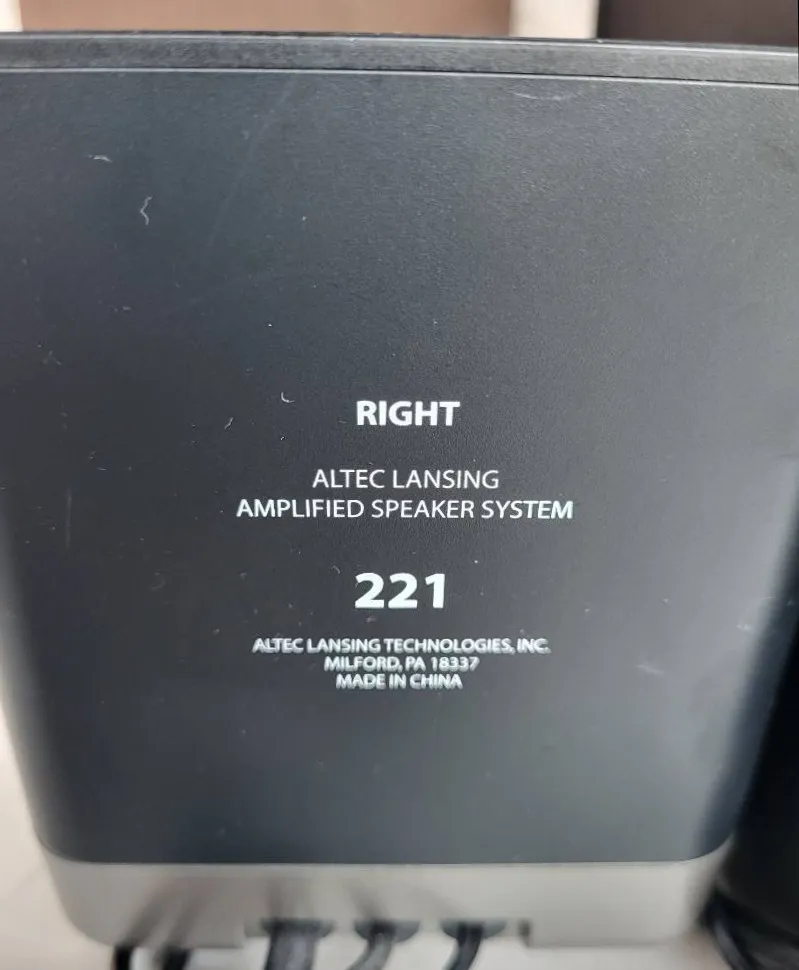 RIGHT
ALTEC LANSING
AMPLIFIED SPEAKER SYSTEM
221
ALTEC LANSING TECHNOLOGIES, INC.
MILFORD, PA 18337
MADE IN CHINA